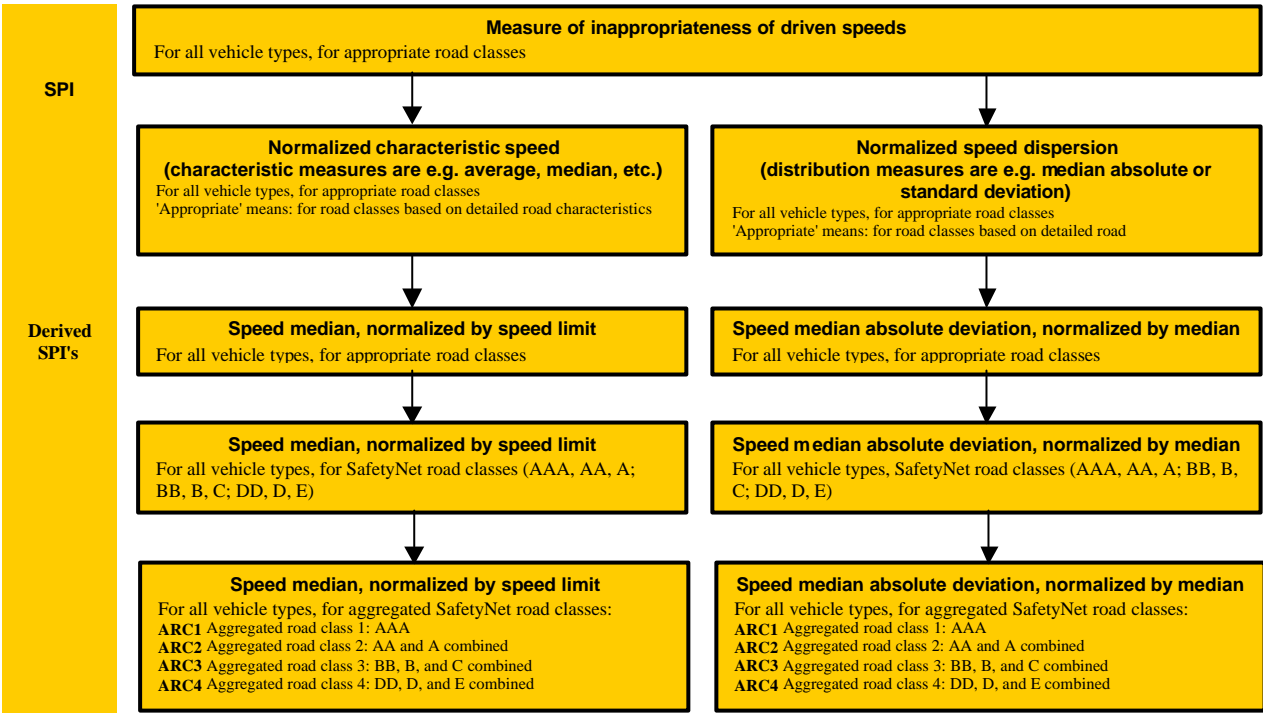 Measure of inappropriateness of driven speeds
For all vehicle types, for appropriate road classes
SPI
Normalized characteristic speed
(characteristic measures are e.g. average, median, etc.)
For all vehicle types, for appropriate road classes
'Appropriate' means: for road classes based on detailed road characteristics
Normalized speed dispersion
(distribution measures are e.g. median absolute or
standard deviation)
For all vehicle types, for appropriate road classes
'Appropriate' means: for road classes based on detailed road
Derived
SPI's
Speed median, normalized by speed limit
For all vehicle types, for appropriate road classes
Speed median absolute deviation, normalized by median
For all vehicle types, for appropriate road classes
Speed median, normalized by speed limit
For all vehicle types, for SafetyNet road classes (AAA, AA, A;
BB, B, C; DD, D, E)
Speed median absolute deviation, normalized by median
For all vehicle types, SafetyNet road classes (AAA, AA, A; BB, B,
C; DD, D, E)
Speed median, normalized by speed limit
For all vehicle types, for aggregated SafetyNet road classes:
ARC1 Aggregated road class 1: AAA
ARC2 Aggregated road class 2: AA and A combined
ARC3 Aggregated road class 3: BB, B, and C combined
ARC4 Aggregated road class 4: DD, D, and E combined
Speed median absolute deviation, normalized by median
For all vehicle types, for aggregated SafetyNet road classes:
ARC1 Aggregated road class 1: AAA
ARC2 Aggregated road class 2: AA and A combined
ARC3 Aggregated road class 3: BB, B, and C combined
ARC4 Aggregated road class 4: DD, D, and E combined